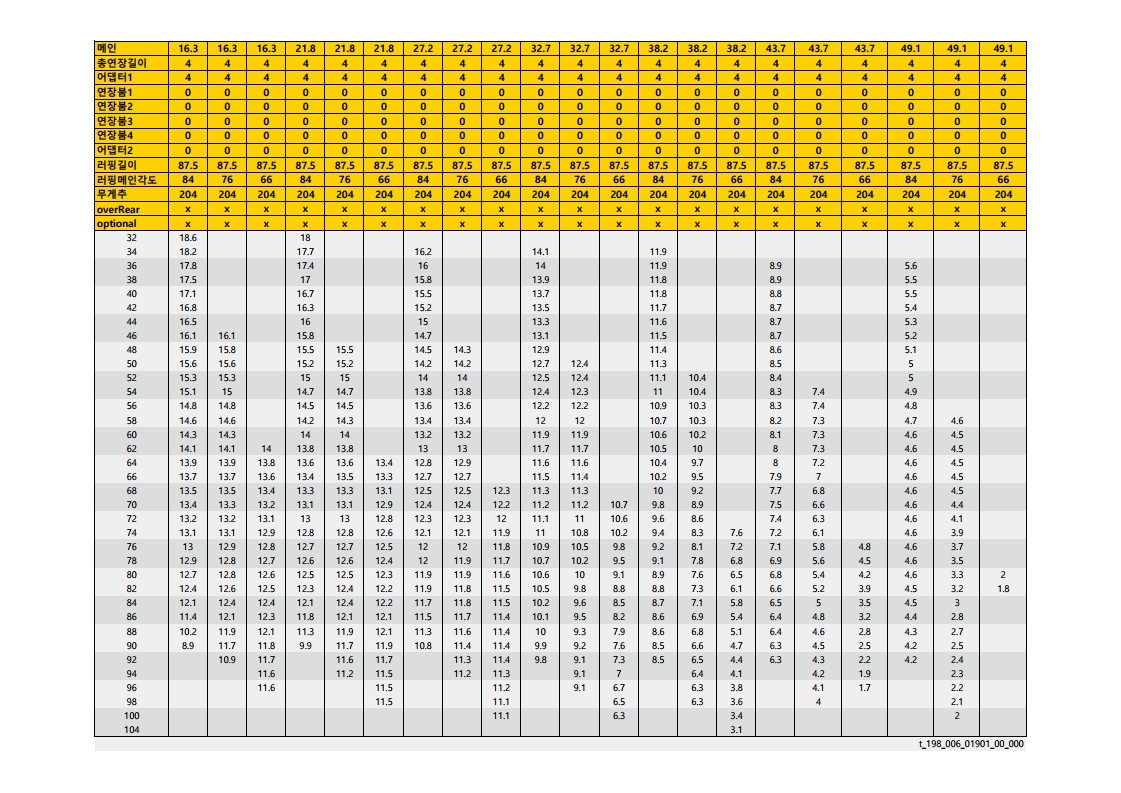 메인 16.3 16.3 16.3 21.8 21.8 21.8 27.2 27.2 27.2 32.7 32.7 32.7 38.2 38.2 38.2 43.7 43.7 43.7 49.1 49.1 49.1
총연장길이 4 4 4 4 4 4 4 4 4 4 4 4 4 4 4 4 4 4 4 4 4
어댑터1 4 4 4 4 4 4 4 4 4 4 4 4 4 4 4 4 4 4 4 4 4
연장붐1 0 0 0 0 0 0 0 0 0 0 0 0 0 0 0 0 0 0 0 0 0
연장붐2 0 0 0 0 0 0 0 0 0 0 0 0 0 0 0 0 0 0 0 0 0
연장붐3 0 0 0 0 0 0 0 0 0 0 0 0 0 0 0 0 0 0 0 0 0
연장붐4 0 0 0 0 0 0 0 0 0 0 0 0 0 0 0 0 0 0 0 0 0
어댑터2 0 0 0 0 0 0 0 0 0 0 0 0 0 0 0 0 0 0 0 0 0
러핑길이 87.5 87.5 87.5 87.5 87.5 87.5 87.5 87.5 87.5 87.5 87.5 87.5 87.5 87.5 87.5 87.5 87.5 87.5 87.5 87.5 87.5
러핑메인각도 84 76 66 84 76 66 84 76 66 84 76 66 84 76 66 84 76 66 84 76 66
무게추 204 204 204 204 204 204 204 204 204 204 204 204 204 204 204 204 204 204 204 204 204
overRear x x x x x x x x x x x x x x x x x x x x x
optional x x x x x x x x x x x x x x x x x x x x x
32 18.6 18
34 18.2 17.7 16.2 14.1 11.9
36 17.8 17.4 16 14 11.9 8.9 5.6
38 17.5 17 15.8 13.9 11.8 8.9 5.5
40 17.1 16.7 15.5 13.7 11.8 8.8 5.5
42 16.8 16.3 15.2 13.5 11.7 8.7 5.4
44 16.5 16 15 13.3 11.6 8.7 5.3
46 16.1 16.1 15.8 14.7 13.1 11.5 8.7 5.2
48 15.9 15.8 15.5 15.5 14.5 14.3 12.9 11.4 8.6 5.1
50 15.6 15.6 15.2 15.2 14.2 14.2 12.7 12.4 11.3 8.5 5
52 15.3 15.3 15 15 14 14 12.5 12.4 11.1 10.4 8.4 5
54 15.1 15 14.7 14.7 13.8 13.8 12.4 12.3 11 10.4 8.3 7.4 4.9
56 14.8 14.8 14.5 14.5 13.6 13.6 12.2 12.2 10.9 10.3 8.3 7.4 4.8
58 14.6 14.6 14.2 14.3 13.4 13.4 12 12 10.7 10.3 8.2 7.3 4.7 4.6
60 14.3 14.3 14 14 13.2 13.2 11.9 11.9 10.6 10.2 8.1 7.3 4.6 4.5
62 14.1 14.1 14 13.8 13.8 13 13 11.7 11.7 10.5 10 8 7.3 4.6 4.5
64 13.9 13.9 13.8 13.6 13.6 13.4 12.8 12.9 11.6 11.6 10.4 9.7 8 7.2 4.6 4.5
66 13.7 13.7 13.6 13.4 13.5 13.3 12.7 12.7 11.5 11.4 10.2 9.5 7.9 7 4.6 4.5
68 13.5 13.5 13.4 13.3 13.3 13.1 12.5 12.5 12.3 11.3 11.3 10 9.2 7.7 6.8 4.6 4.5
70 13.4 13.3 13.2 13.1 13.1 12.9 12.4 12.4 12.2 11.2 11.2 10.7 9.8 8.9 7.5 6.6 4.6 4.4
72 13.2 13.2 13.1 13 13 12.8 12.3 12.3 12 11.1 11 10.6 9.6 8.6 7.4 6.3 4.6 4.1
74 13.1 13.1 12.9 12.8 12.8 12.6 12.1 12.1 11.9 11 10.8 10.2 9.4 8.3 7.6 7.2 6.1 4.6 3.9
76 13 12.9 12.8 12.7 12.7 12.5 12 12 11.8 10.9 10.5 9.8 9.2 8.1 7.2 7.1 5.8 4.8 4.6 3.7
78 12.9 12.8 12.7 12.6 12.6 12.4 12 11.9 11.7 10.7 10.2 9.5 9.1 7.8 6.8 6.9 5.6 4.5 4.6 3.5
80 12.7 12.8 12.6 12.5 12.5 12.3 11.9 11.9 11.6 10.6 10 9.1 8.9 7.6 6.5 6.8 5.4 4.2 4.6 3.3 2
82 12.4 12.6 12.5 12.3 12.4 12.2 11.9 11.8 11.5 10.5 9.8 8.8 8.8 7.3 6.1 6.6 5.2 3.9 4.5 3.2 1.8
84 12.1 12.4 12.4 12.1 12.4 12.2 11.7 11.8 11.5 10.2 9.6 8.5 8.7 7.1 5.8 6.5 5 3.5 4.5 3
86 11.4 12.1 12.3 11.8 12.1 12.1 11.5 11.7 11.4 10.1 9.5 8.2 8.6 6.9 5.4 6.4 4.8 3.2 4.4 2.8
88 10.2 11.9 12.1 11.3 11.9 12.1 11.3 11.6 11.4 10 9.3 7.9 8.6 6.8 5.1 6.4 4.6 2.8 4.3 2.7
90 8.9 11.7 11.8 9.9 11.7 11.9 10.8 11.4 11.4 9.9 9.2 7.6 8.5 6.6 4.7 6.3 4.5 2.5 4.2 2.5
92 10.9 11.7 11.6 11.7 11.3 11.4 9.8 9.1 7.3 8.5 6.5 4.4 6.3 4.3 2.2 4.2 2.4
94 11.6 11.2 11.5 11.2 11.3 9.1 7 6.4 4.1 4.2 1.9 2.3
96 11.6 11.5 11.2 9.1 6.7 6.3 3.8 4.1 1.7 2.2
98 11.5 11.1 6.5 6.3 3.6 4 2.1
100 11.1 6.3 3.4 2
104 3.1
t_198_006_01901_00_000